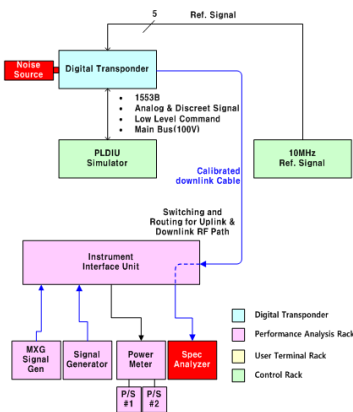 5
Ref. Signal
Noise
Source
Digital Transponder
• 1553B
• Analog & Discreet Signal
• Low Level Command
• Main Bus(100V)
PLDIU
Simulator
10MHz
Ref. Signal
Calibrated
downlink Cable
Switching and
Routing for Uplink &
Downlink RF Path
Instrument
Interface Unit
MXG
Signal
Gen
Signal
Generator
Power
Meter
Spec
Analyzer
P/S
#1
P/S
#2
Digital Transponder
Performance Analysis Rack
User Terminal Rack
Control Rack